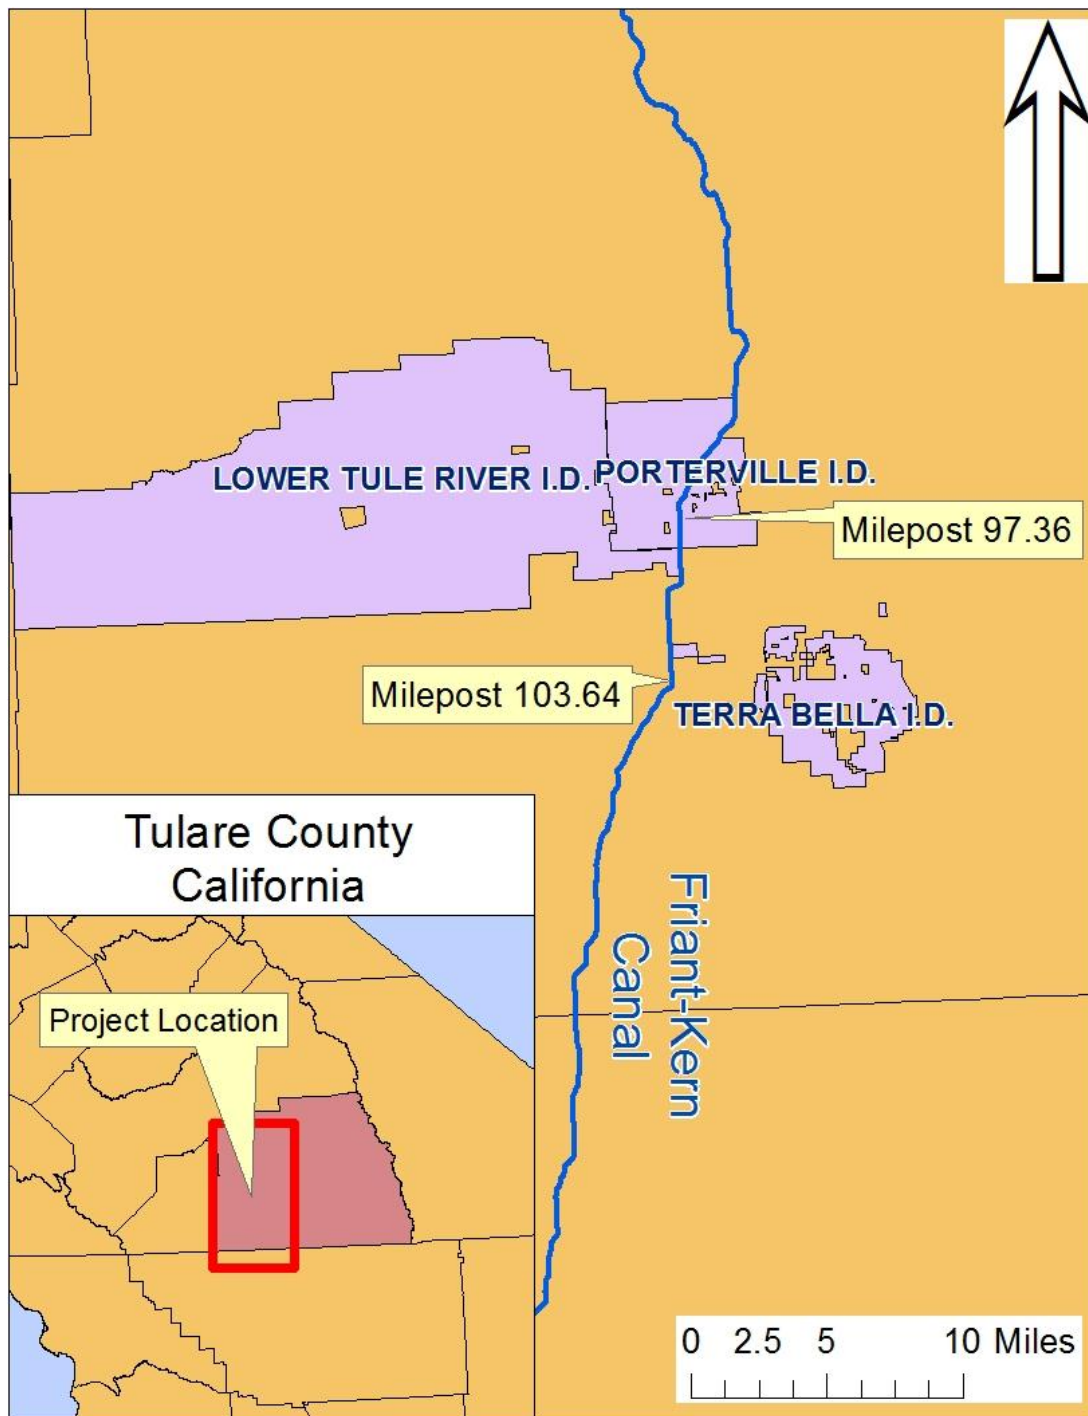 LOWER TULE RIVER I.D.
PORTERVILLE I.D.
Milepost 97.36
Milepost 103.64
TERRA BELLA I.D.
Friant-Kern
Canal
Tulare County
California
Project Location
0 2.5 5 10 Miles